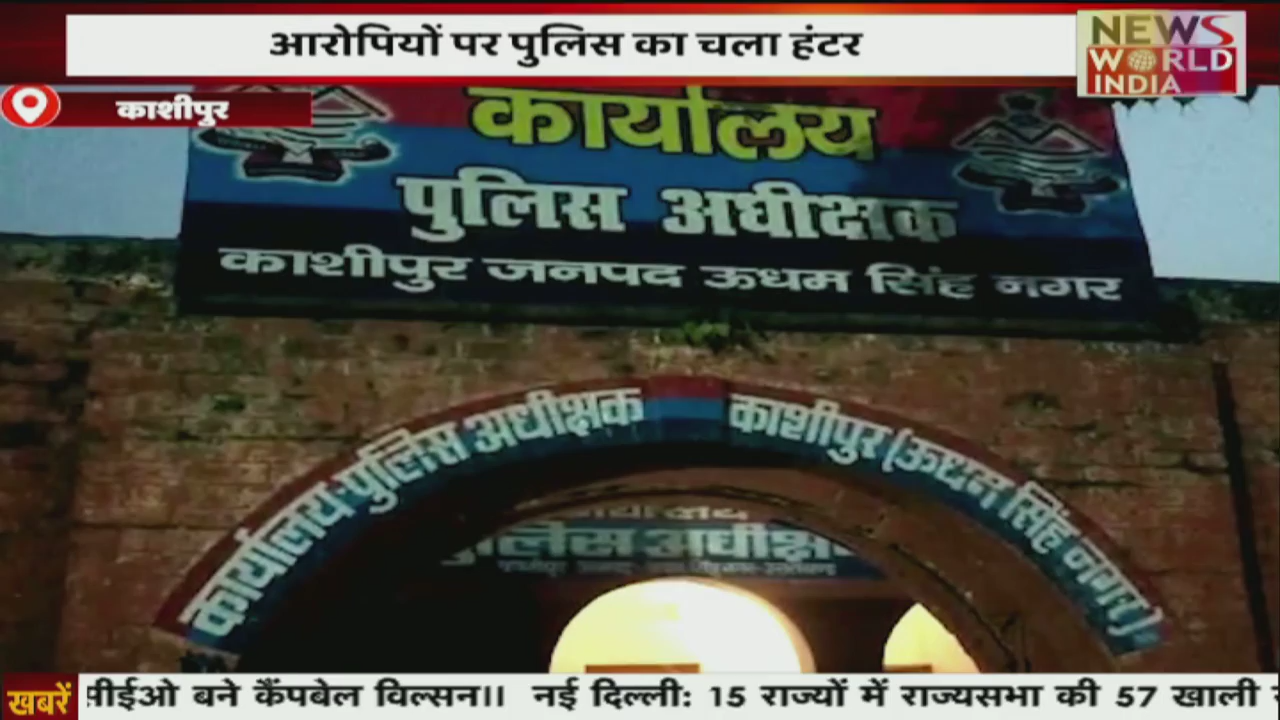 आरोपियों पर पुलिस का चला हंटर
NEWS
WORLD
INDIA
काशीपुर
कार्यालय
पुलिस अधीक्षक
काशीपुर जनपद ऊधम सिंह नगर
कार्यालय-पुलिस अधीक्षक काशीपुर (ऊधम सिंह नगर)
पुलिस अधीक्षक
खबरें
सीईओ बने कैंपबेल विल्सन।। नई दिल्ली: 15 राज्यों में राज्यसभा की 57 खाली